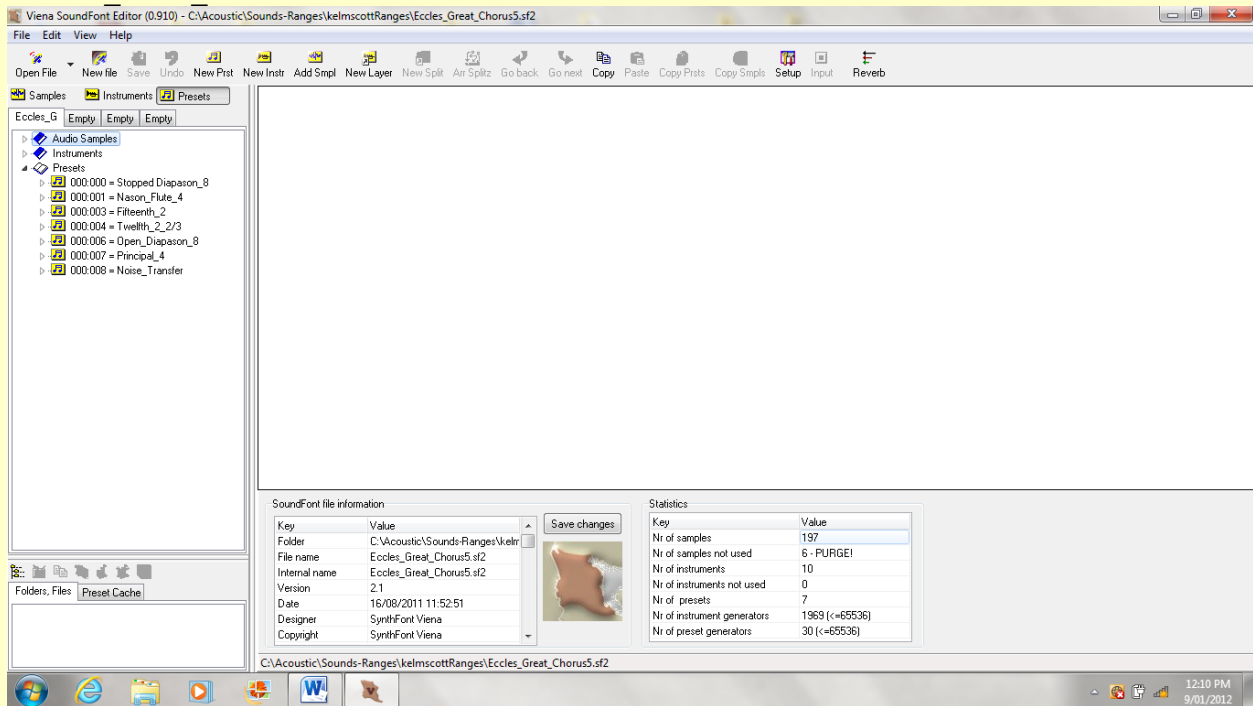 Viena SoundFont Editor (0.910) - C:\Acoustic\Sounds-Ranges\kelmscottRanges\Eccles_Great_Chorus5.sf2
File Edit View Help
Open File New file Save Undo New Prst New Instr Add Smpl New Layer New Split Arr Splitz Go back Go next Copy Paste Copy Prsts Copy Smpls Setup Input Reverb
Samples Instruments Presets
Eccles_G Empty Empty Empty
Audio Samples
Instruments
Presets
000:000 = Stopped Diapason_8
000:001 = Nason_Flute_4
000:003 = Fifteenth_2
000:004 = Twelfth_2_2/3
000:006 = Open_Diapason_8
000:007 = Principal_4
000:008 = Noise_Transfer
Folders, Files Preset Cache
SoundFont file information
Key Value
Folder C:\Acoustic\Sounds-Ranges\kelm
File name Eccles_Great_Chorus5.sf2
Internal name Eccles_Great_Chorus5.sf2
Version 2.1
Date 16/08/2011 11:52:51
Designer SynthFont Viena
Copyright SynthFont Viena
Save changes
Statistics
Key Value
Nr of samples 197
Nr of samples not used 6 - PURGE!
Nr of instruments 10
Nr of instruments not used 0
Nr of presets 7
Nr of instrument generators 1969 (<=65536)
Nr of preset generators 30 (<=65536)
C:\Acoustic\Sounds-Ranges\kelmscottRanges\Eccles_Great_Chorus5.sf2
12:10 PM
9/01/2012